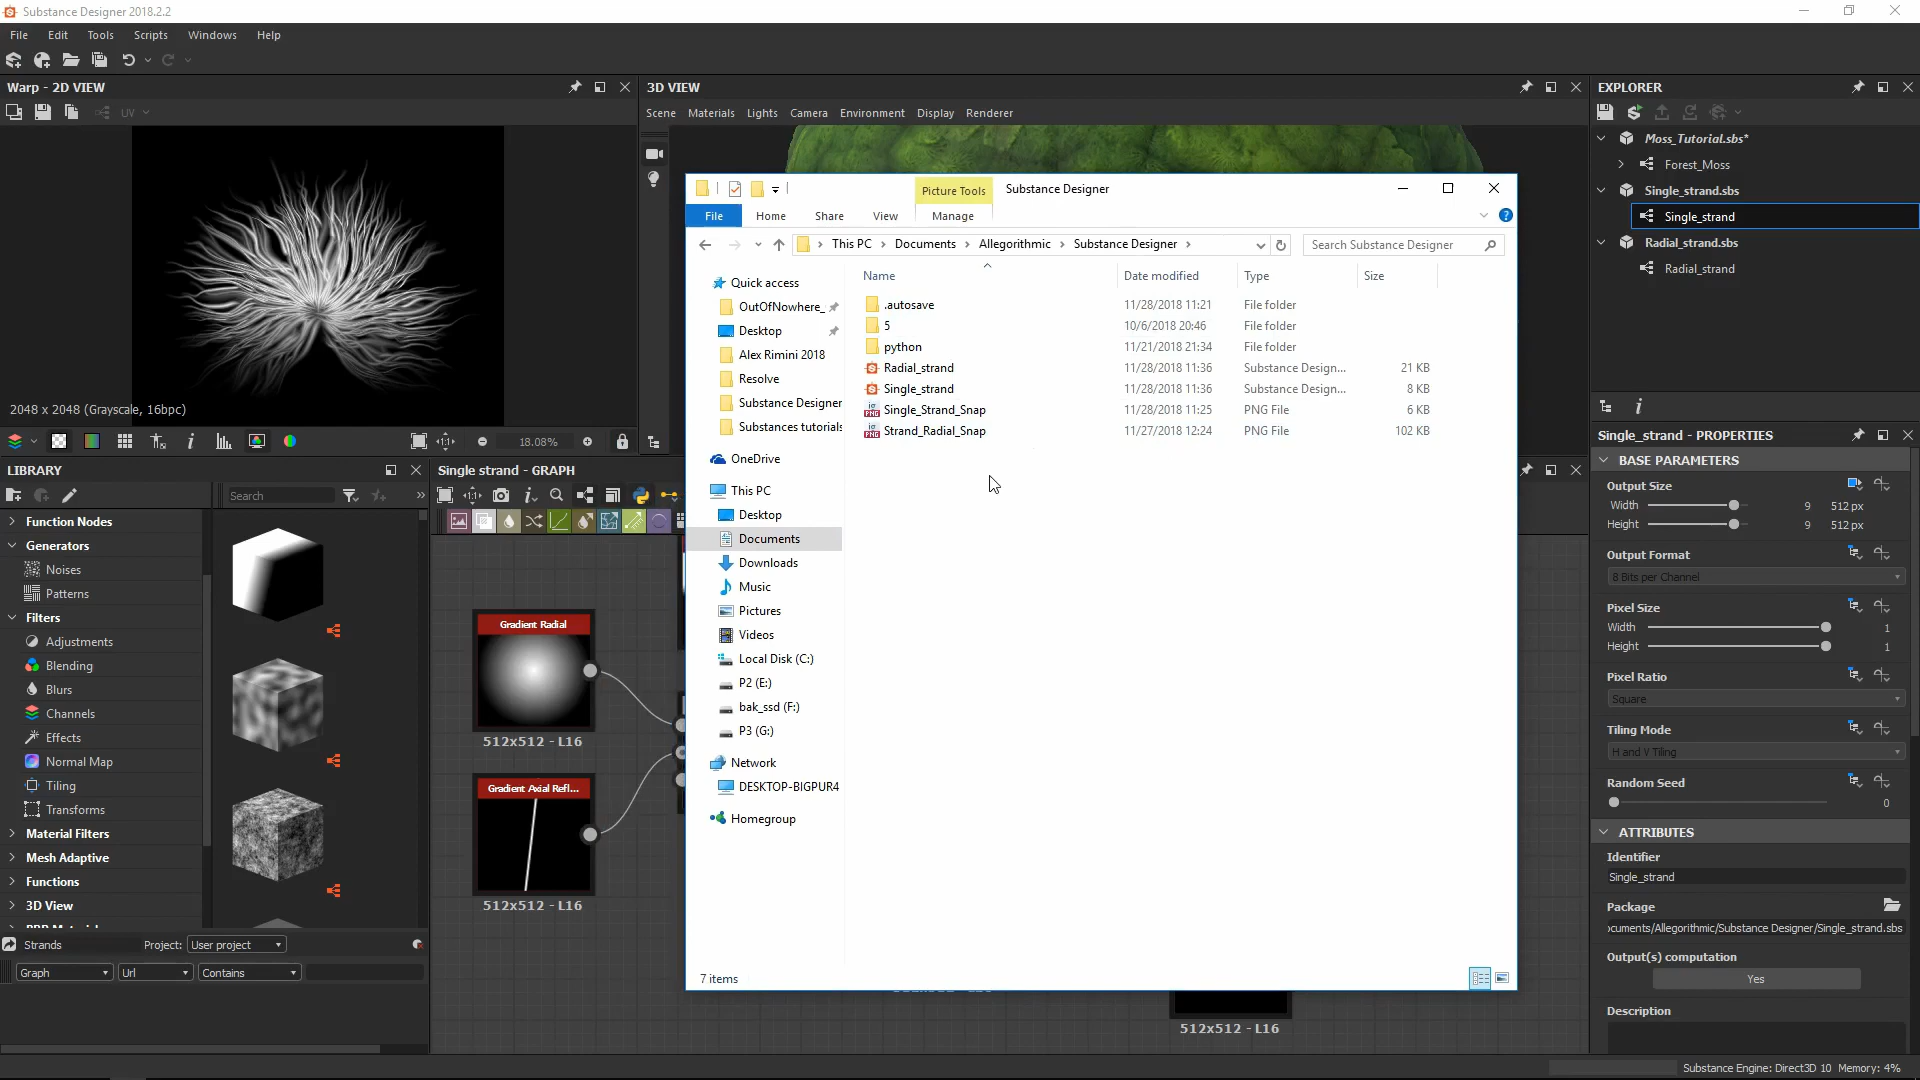 Substance Designer 2018.2.2
File Edit Tools Scripts Windows Help
Warp - 2D VIEW
UV
2048 x 2048 (Grayscale, 16bpc)
18.08%
3D VIEW
Scene Materials Lights Camera Environment Display Renderer
EXPLORER
Moss_Tutorial.sbs*
Forest_Moss
Single_strand.sbs
Single_strand
Radial_strand.sbs
Radial_strand
Picture Tools Substance Designer
File Home Share View Manage
This PC Documents Allegorithmic Substance Designer
Search Substance Designer
Name Date modified Type Size
.autosave 11/28/2018 11:21 File folder
5 10/6/2018 20:46 File folder
python 11/21/2018 21:34 File folder
Radial_strand 11/28/2018 11:36 Substance Design... 21 KB
Single_strand 11/28/2018 11:36 Substance Design... 8 KB
Single_Strand_Snap 11/28/2018 11:25 PNG File 6 KB
Strand_Radial_Snap 11/27/2018 12:24 PNG File 102 KB
Quick access
OutOfNowhere_
Desktop
Alex Rimini 2018
Resolve
Substance Designer
Substances tutorials
OneDrive
This PC
Desktop
Documents
Downloads
Music
Pictures
Videos
Local Disk (C:)
P2 (E:)
bak_ssd (F:)
P3 (G:)
Network
DESKTOP-BIGPUR4
Homegroup
7 items
LIBRARY
Search
Function Nodes
Generators
Noises
Patterns
Filters
Adjustments
Blending
Blurs
Channels
Effects
Normal Map
Tiling
Transforms
Material Filters
Mesh Adaptive
Functions
3D View
Strands Project: User project
Graph Url Contains
Single strand - GRAPH
Gradient Radial
512x512 - L16
Gradient Axial Refl...
512x512 - L16
512x512 - L16
Single_strand - PROPERTIES
BASE PARAMETERS
Output Size
Width 9 512 px
Height 9 512 px
Output Format
8 Bits per Channel
Pixel Size
Width 1
Height 1
Pixel Ratio
Square
Tiling Mode
H and V Tiling
Random Seed
0
ATTRIBUTES
Identifier
Single_strand
Package
ocuments/Allegorithmic/Substance Designer/Single_strand.sbs
Output(s) computation
Yes
Description
Substance Engine: Direct3D 10 Memory: 4%